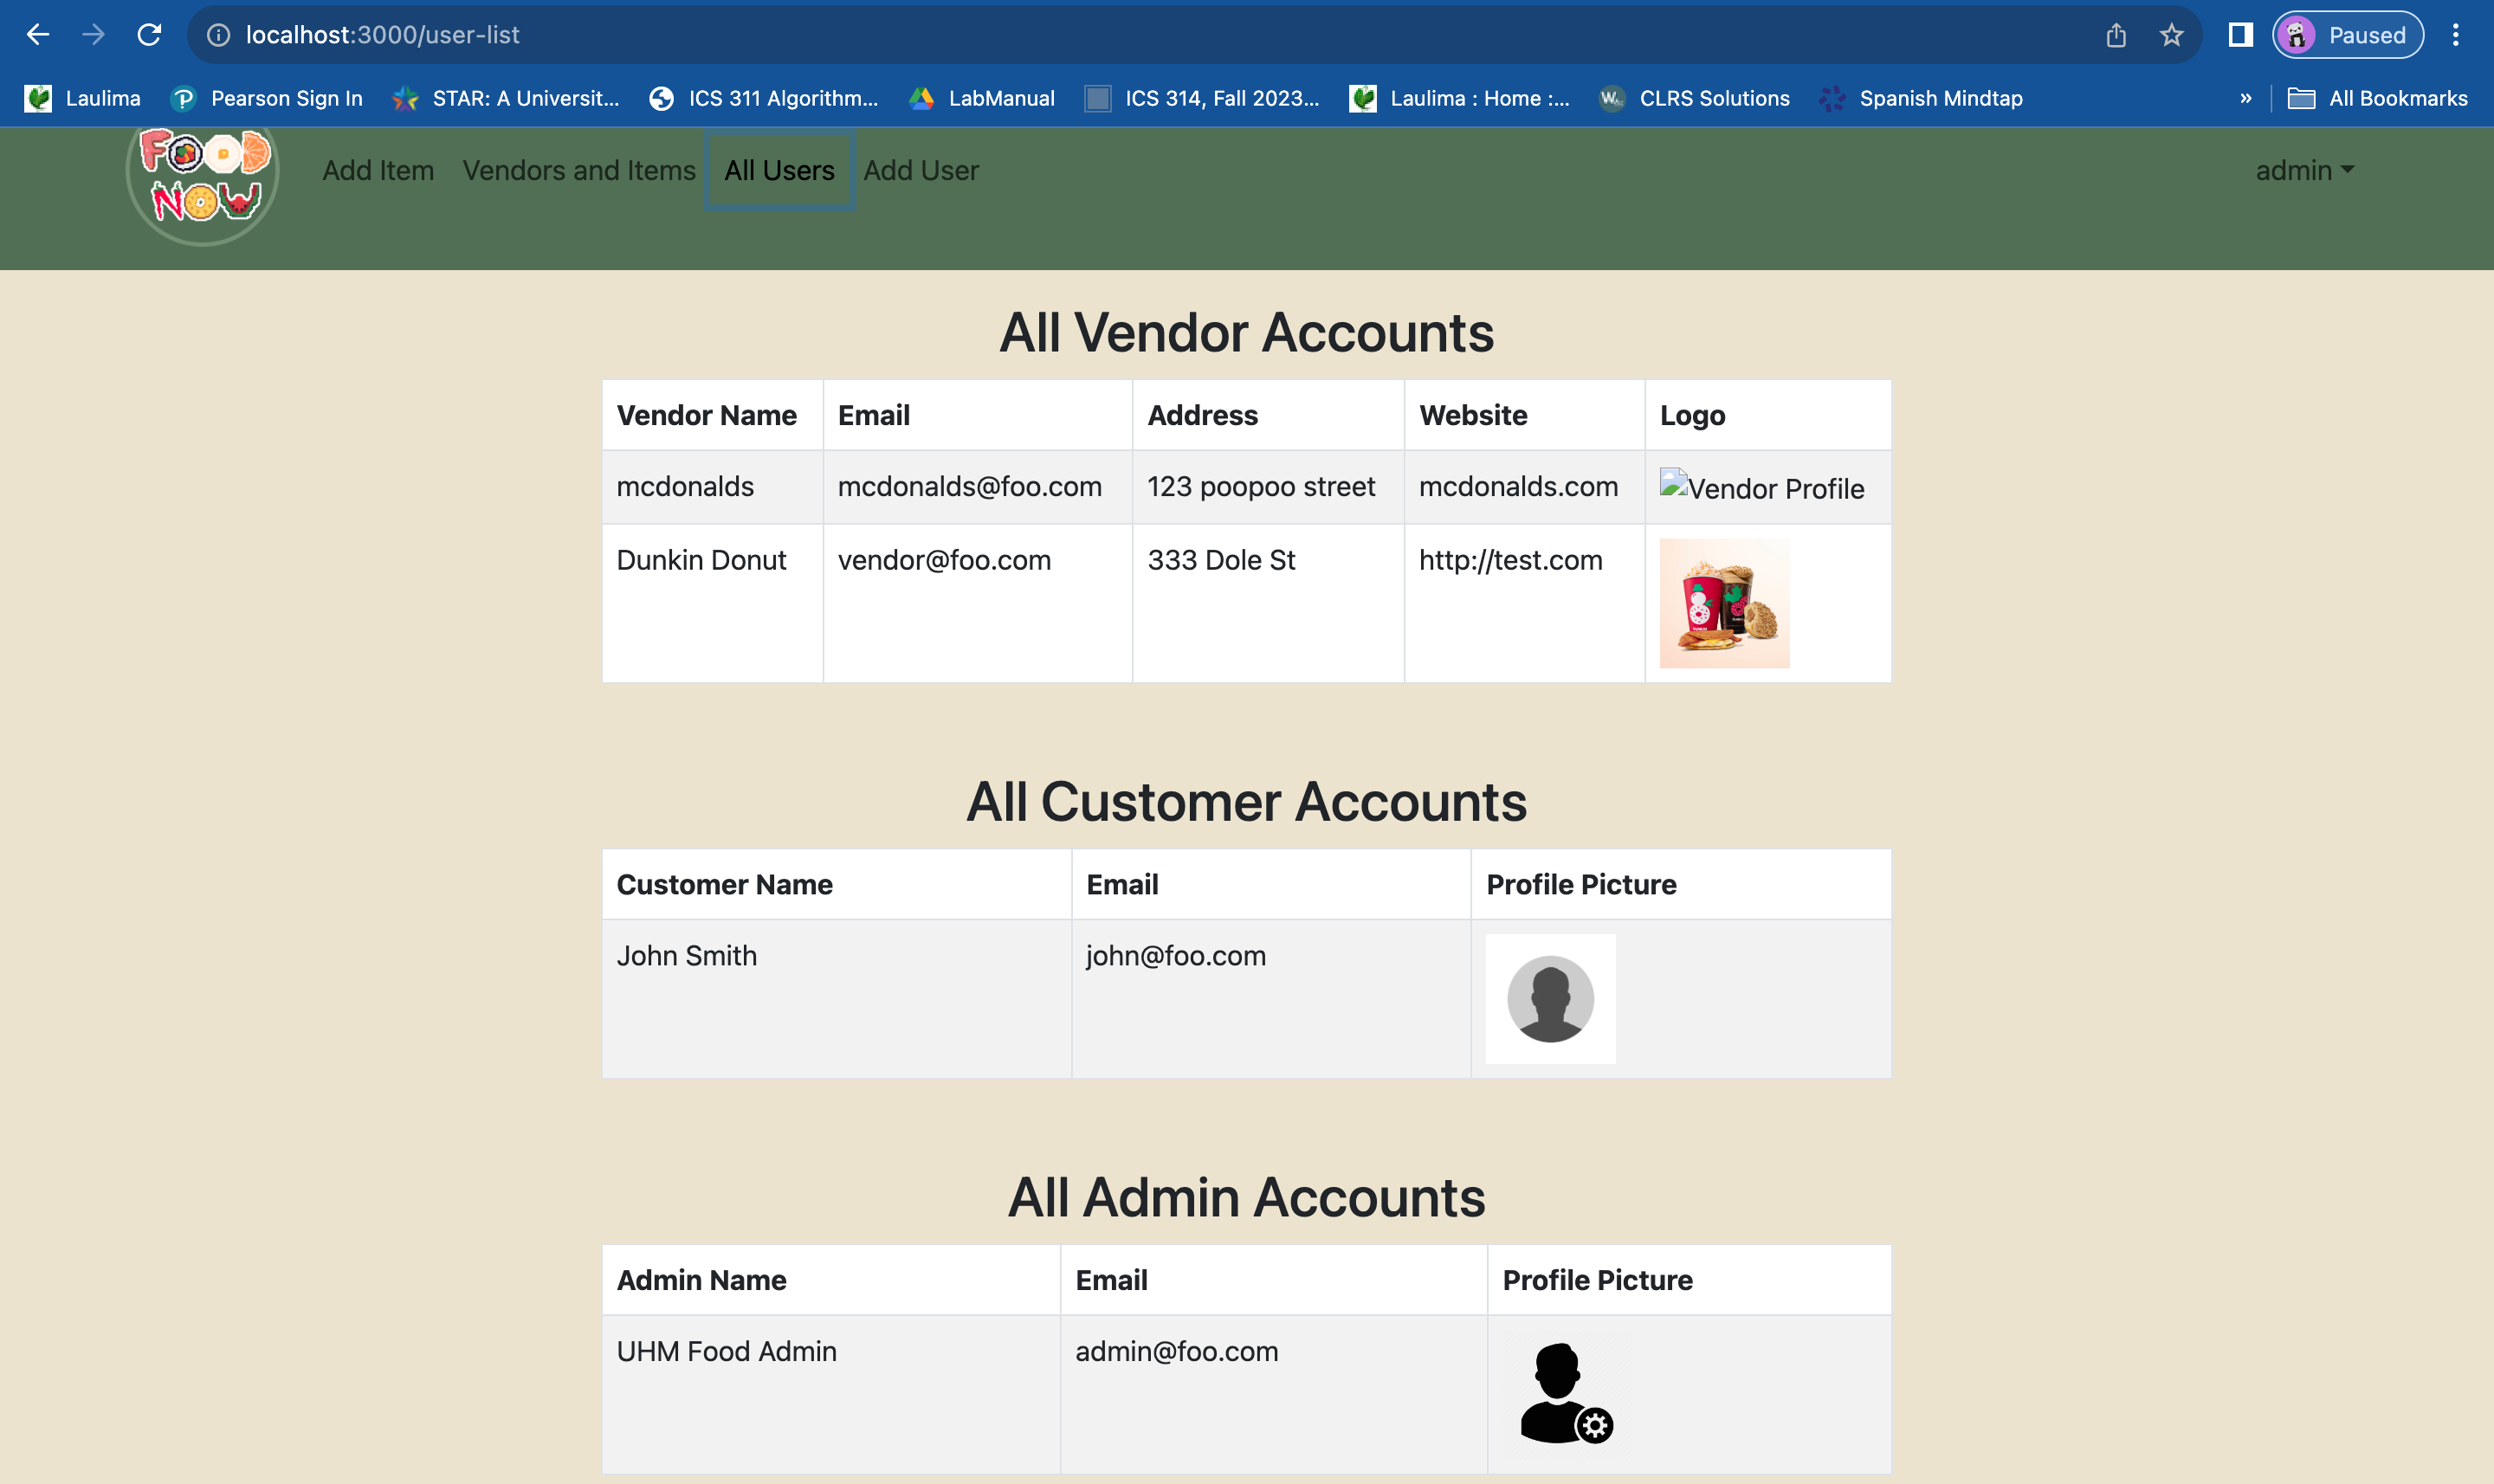 localhost:3000/user-list
Paused
Laulima
Pearson Sign In
STAR: A Universit...
ICS 311 Algorithm...
LabManual
ICS 314, Fall 2023...
Laulima : Home :...
CLRS Solutions
Spanish Mindtap
»
All Bookmarks
FOOD
NOW
Add Item
Vendors and Items
All Users
Add User
admin
All Vendor Accounts
Vendor Name Email Address Website Logo
mcdonalds mcdonalds@foo.com 123 poopoo street mcdonalds.com Vendor Profile
Dunkin Donut vendor@foo.com 333 Dole St http://test.com
All Customer Accounts
Customer Name Email Profile Picture
John Smith john@foo.com
All Admin Accounts
Admin Name Email Profile Picture
UHM Food Admin admin@foo.com